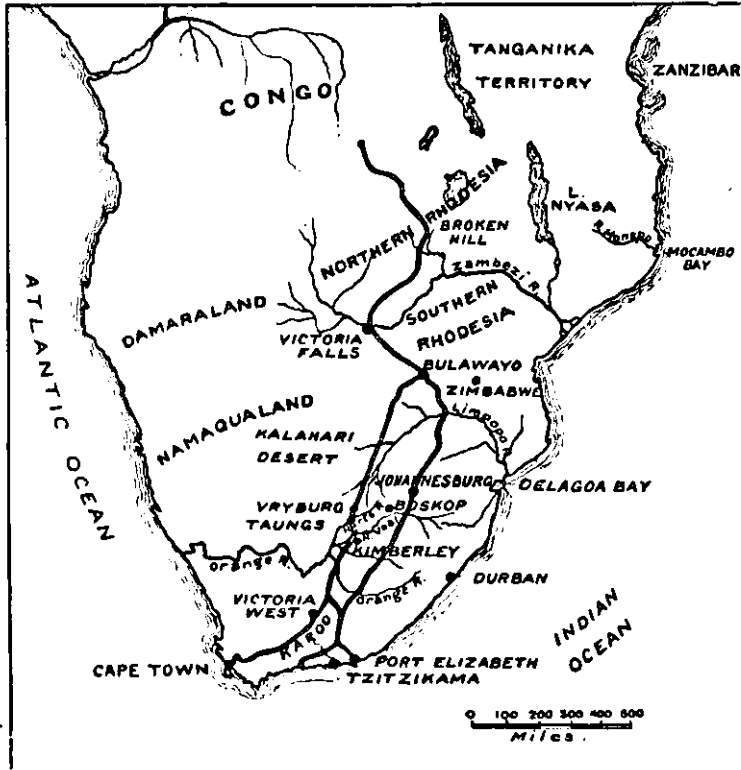 TANGANIKA
TERRITORY
ZANZIBAR
CONGO
L.
NYASA
NORTHERN RHODESIA
BROKEN
HILL
MOCAMBO
BAY
Zambezi R.
ATLANTIC OCEAN
DAMARALAND
SOUTHERN
RHODESIA
VICTORIA
FALLS
BULAWAYO
ZIMBABWE
NAMAQUALAND
Limpopo R.
KALAHARI
DESERT
JOHANNESBURG
DELAGOA BAY
VRYBURG
BOSKOP
TAUNGS
Vaal
KIMBERLEY
Orange R.
DURBAN
Orange R.
VICTORIA
WEST
KAROO
INDIAN
OCEAN
CAPE TOWN
PORT ELIZABETH
TZITZIKAMA
0 100 200 300 400 500
Miles.